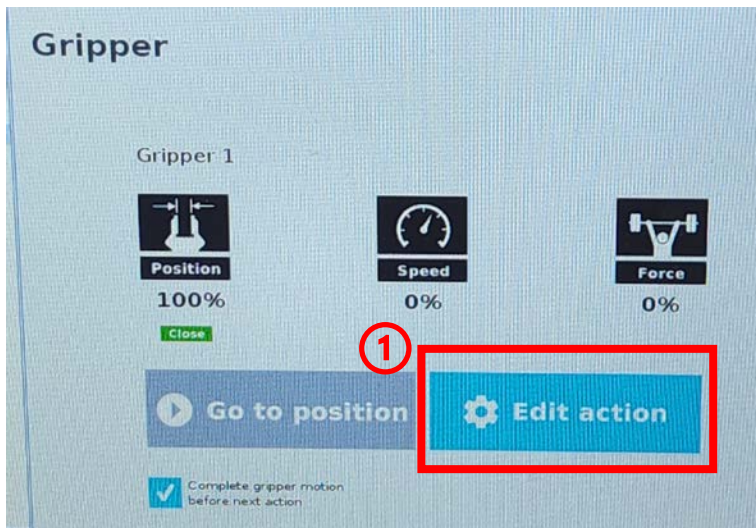 Gripper
Gripper 1
Position Speed Force
100% 0% 0%
Close
①
Go to position Edit action
Complete gripper motion
before next action